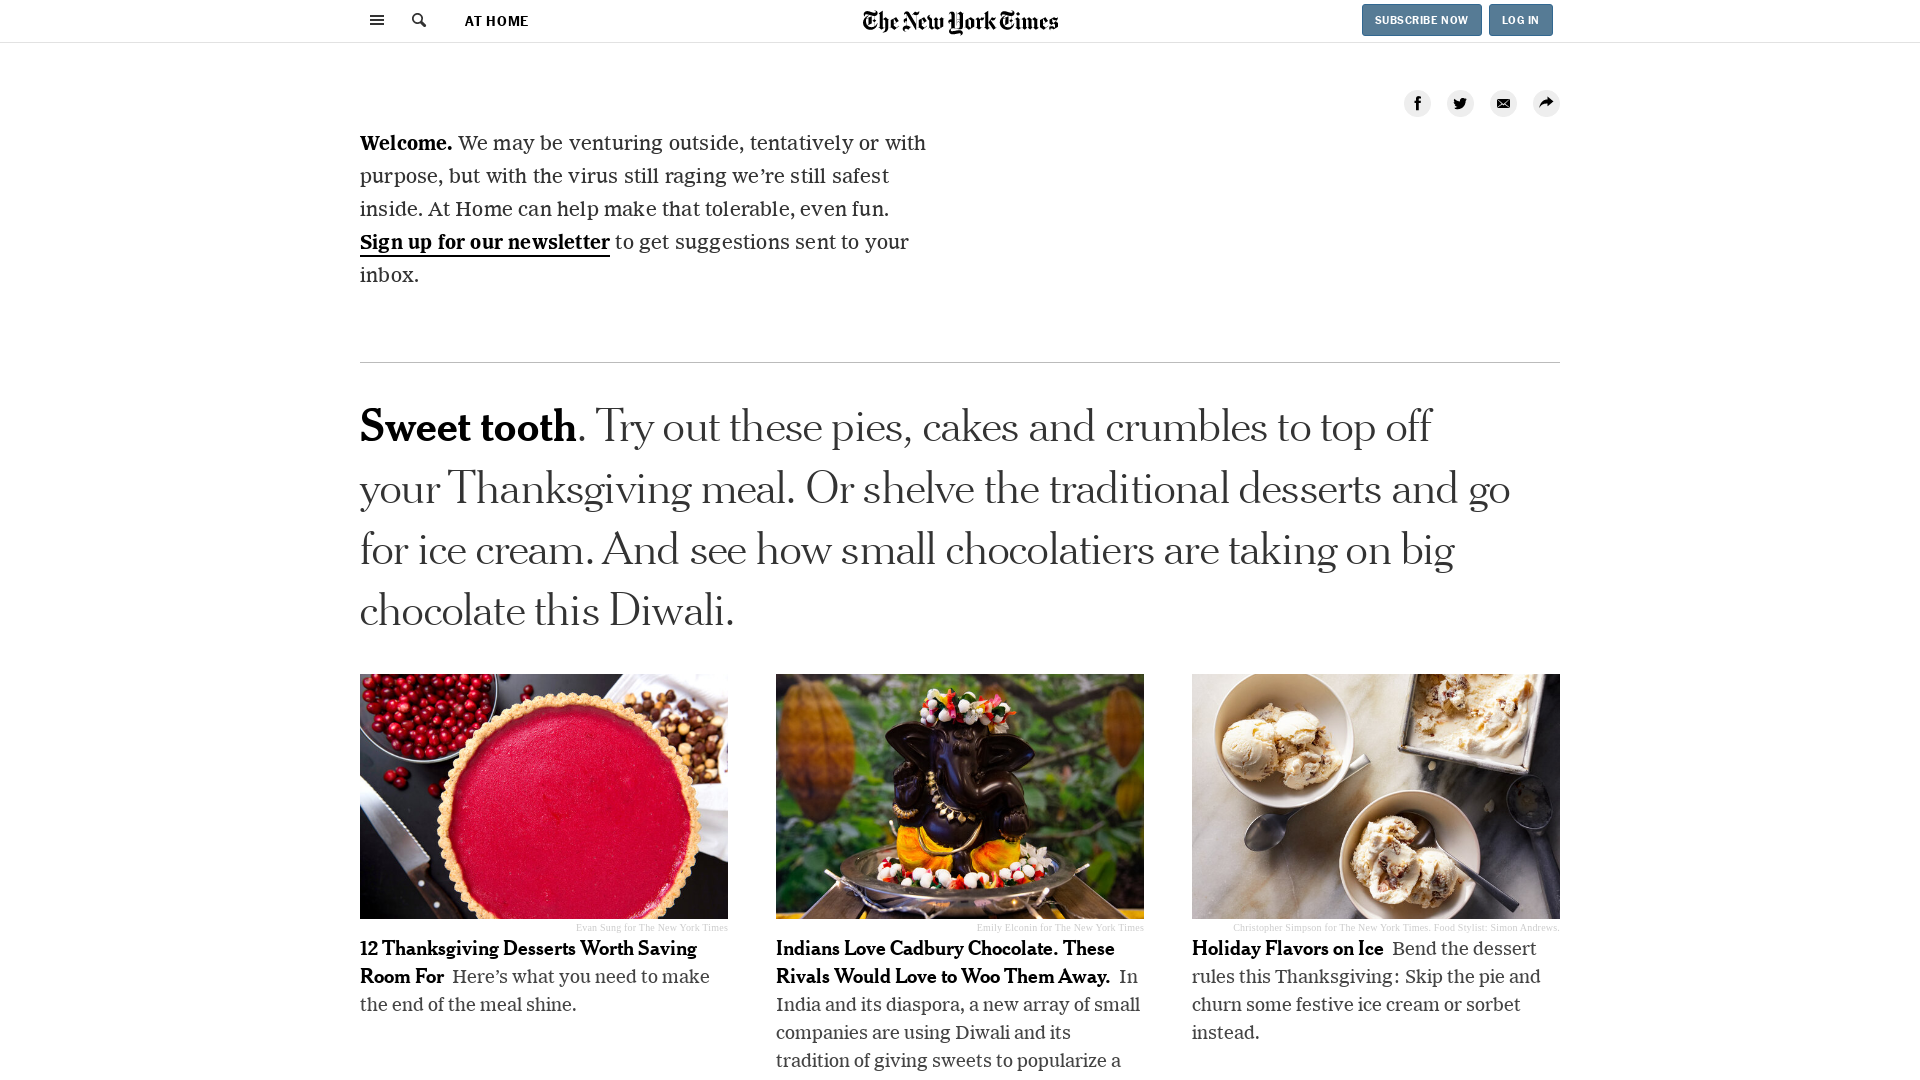 AT HOME
The New York Times
SUBSCRIBE NOW
LOG IN
Welcome. We may be venturing outside, tentatively or with
purpose, but with the virus still raging we’re still safest
inside. At Home can help make that tolerable, even fun.
Sign up for our newsletter to get suggestions sent to your
inbox.
Sweet tooth. Try out these pies, cakes and crumbles to top off
your Thanksgiving meal. Or shelve the traditional desserts and go
for ice cream. And see how small chocolatiers are taking on big
chocolate this Diwali.
Evan Sung for The New York Times
12 Thanksgiving Desserts Worth Saving
Room For Here’s what you need to make
the end of the meal shine.
Emily Elconin for The New York Times
Indians Love Cadbury Chocolate. These
Rivals Would Love to Woo Them Away. In
India and its diaspora, a new array of small
companies are using Diwali and its
tradition of giving sweets to popularize a
Christopher Simpson for The New York Times. Food Stylist: Simon Andrews.
Holiday Flavors on Ice Bend the dessert
rules this Thanksgiving: Skip the pie and
churn some festive ice cream or sorbet
instead.